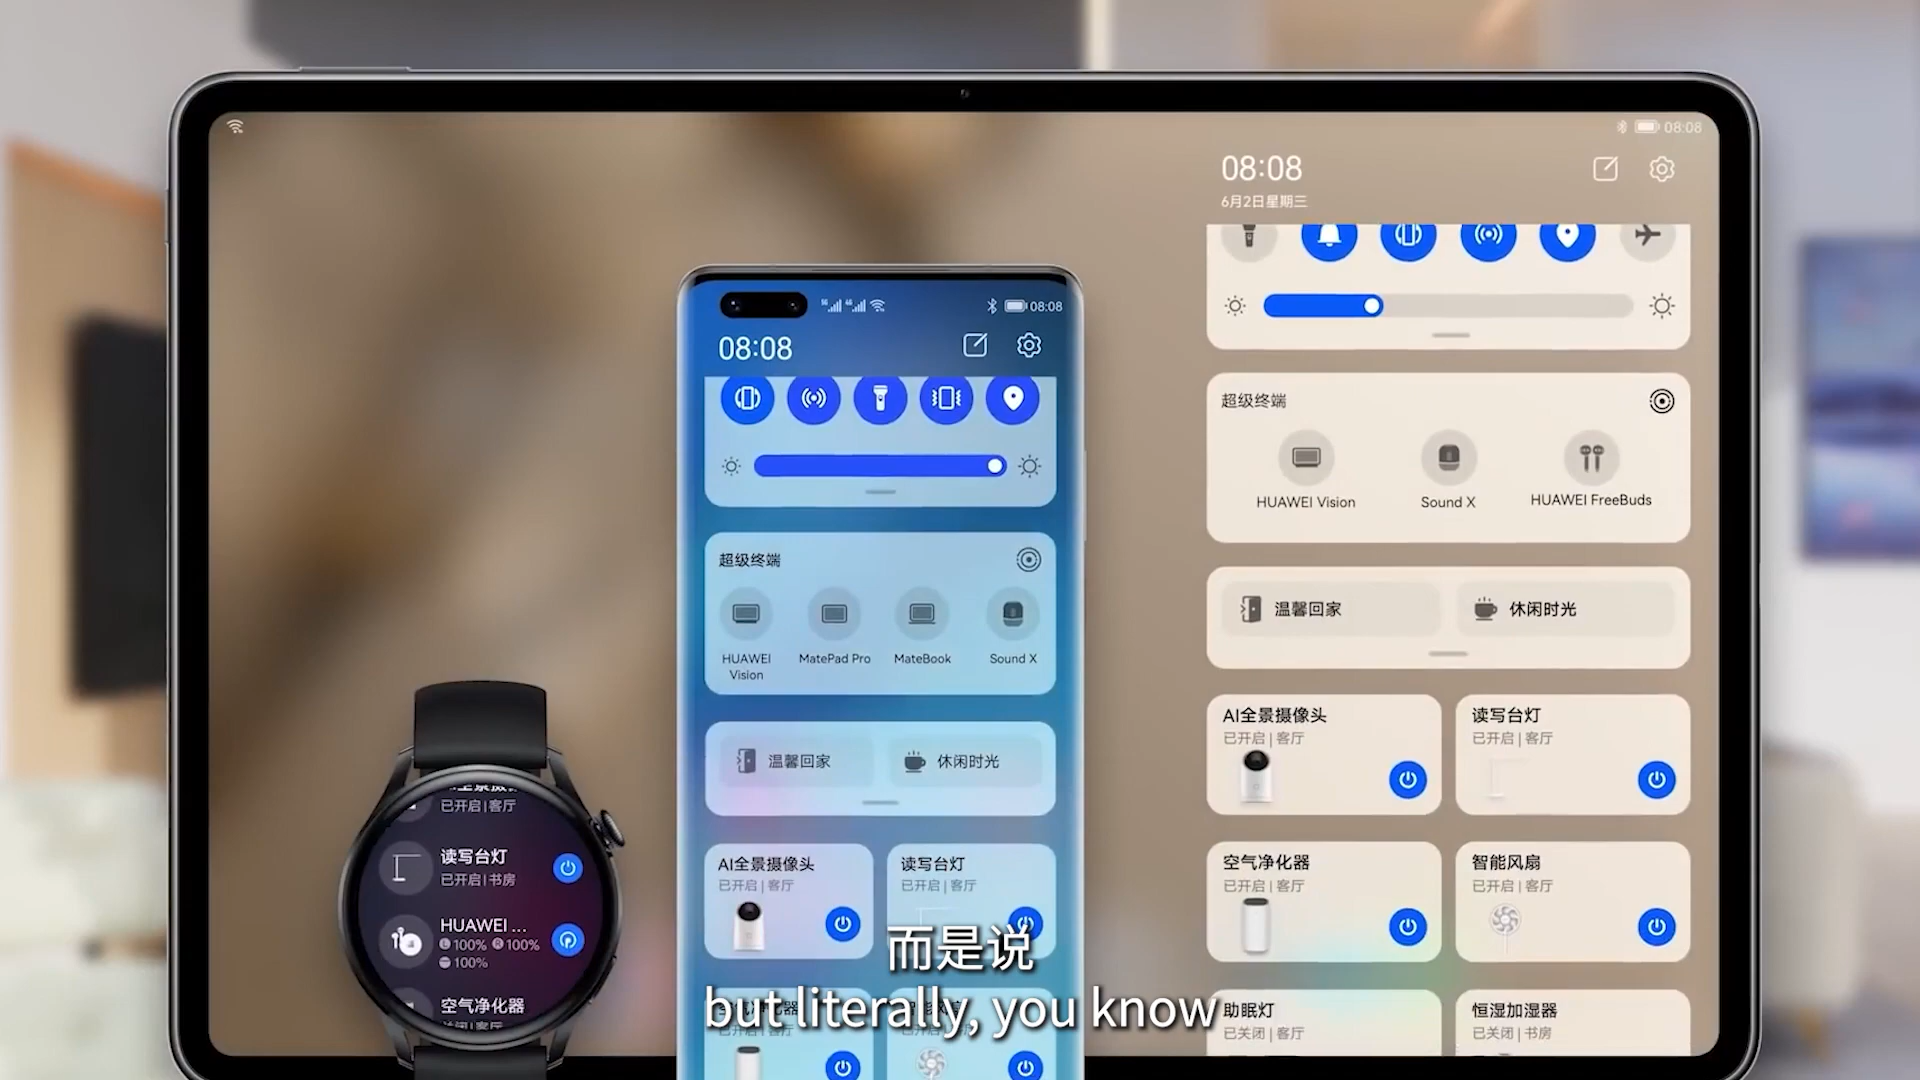 08:08
08:08
6月2日星期三
超级终端
HUAWEI Vision
Sound X
HUAWEI FreeBuds
温馨回家
休闲时光
AI全景摄像头
已开启 | 客厅
读写台灯
已开启 | 客厅
空气净化器
已开启 | 客厅
智能风扇
已开启 | 客厅
助眠灯
已关闭 | 客厅
恒湿加湿器
已关闭 | 书房
5G 4G
08:08
08:08
超级终端
HUAWEI
Vision
MatePad Pro
MateBook
Sound X
温馨回家
休闲时光
AI全景摄像头
已开启 | 客厅
读写台灯
已开启 | 客厅
已开启 | 客厅
读写台灯
已开启 | 书房
HUAWEI ...
L 100% R 100%
100%
空气净化器
而是说
but literally, you know